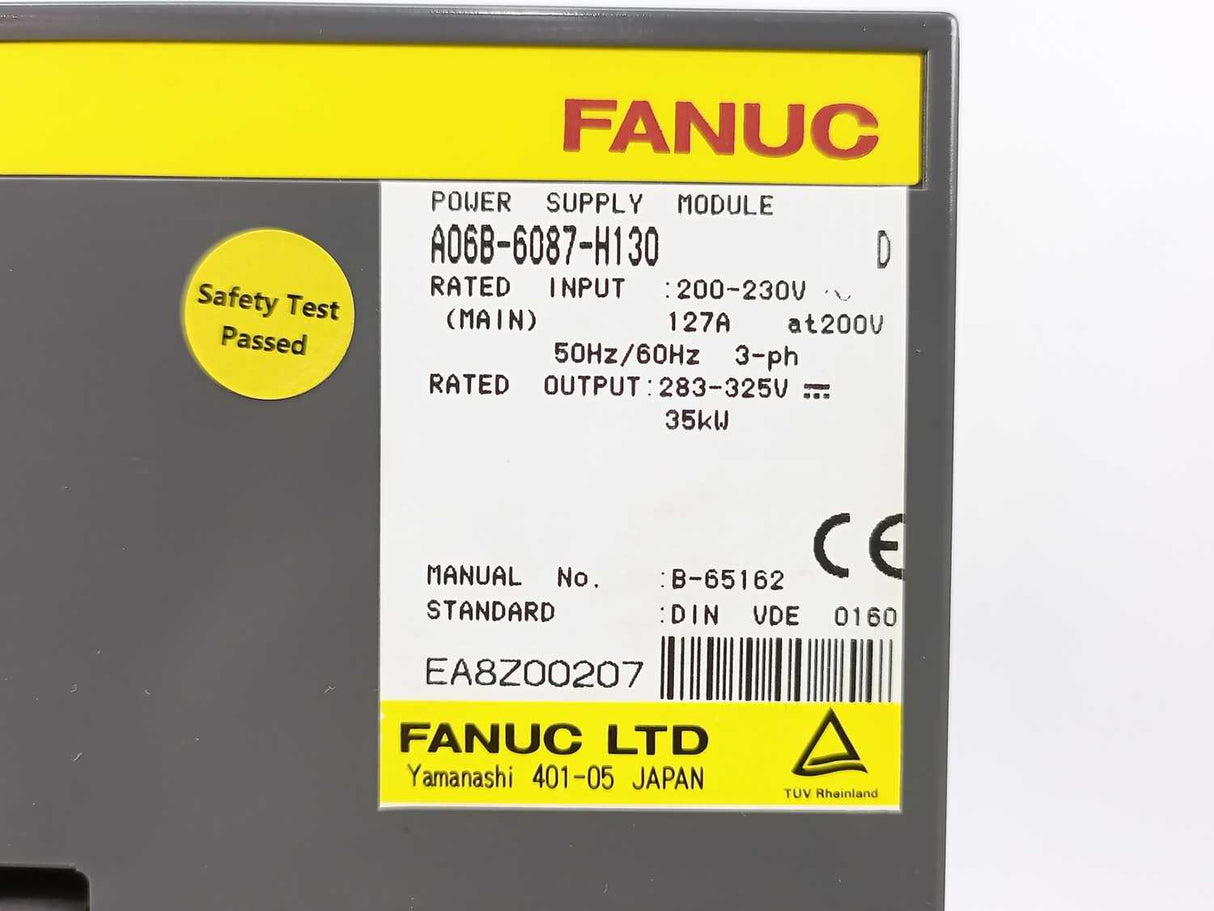 FANUC
POWER SUPPLY MODULE
A06B-6087-H130 D
RATED INPUT :200-230V ~
(MAIN) 127A at200V
50Hz/60Hz 3-ph
RATED OUTPUT:283-325V ⎓
35kW
Safety Test
Passed
CE
MANUAL No. :B-65162
STANDARD :DIN VDE 0160
EA8Z00207
FANUC LTD
Yamanashi 401-05 JAPAN
TÜV Rheinland